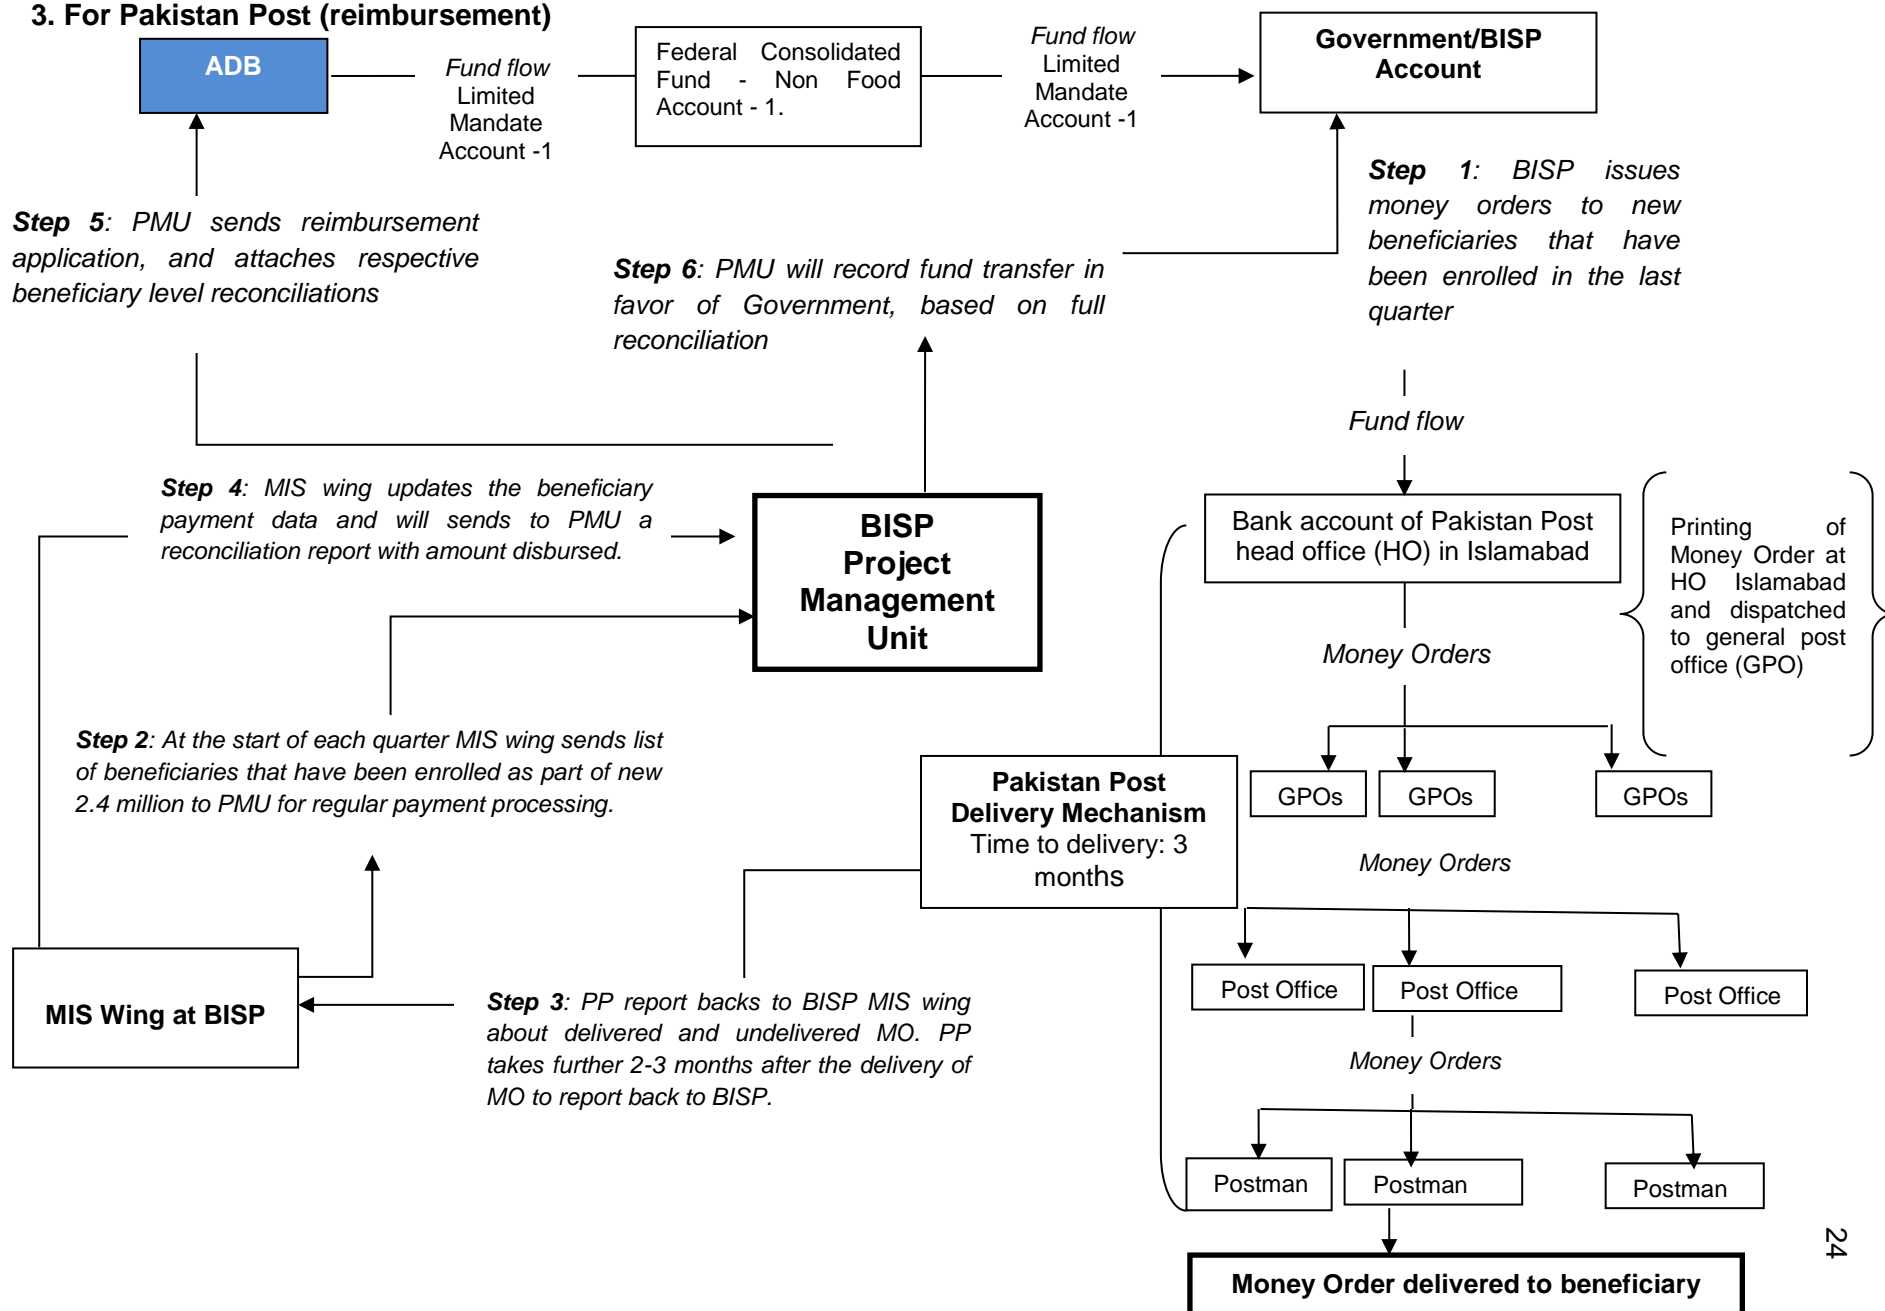 3. For Pakistan Post (reimbursement)
ADB
Fund flow
Limited
Mandate
Account -1
Federal Consolidated
Fund - Non Food
Account - 1.
Fund flow
Limited
Mandate
Account -1
Government/BISP
Account
Step 5: PMU sends reimbursement
application, and attaches respective
beneficiary level reconciliations
Step 6: PMU will record fund transfer in
favor of Government, based on full
reconciliation
Step 1: BISP issues
money orders to new
beneficiaries that have
been enrolled in the last
quarter
Fund flow
Step 4: MIS wing updates the beneficiary
payment data and will sends to PMU a
reconciliation report with amount disbursed.
BISP
Project
Management
Unit
Bank account of Pakistan Post
head office (HO) in Islamabad
Printing of
Money Order at
HO Islamabad
and dispatched
to general post
office (GPO)
Money Orders
Step 2: At the start of each quarter MIS wing sends list
of beneficiaries that have been enrolled as part of new
2.4 million to PMU for regular payment processing.
Pakistan Post
Delivery Mechanism
Time to delivery: 3
months
GPOs
GPOs
GPOs
Money Orders
MIS Wing at BISP
Step 3: PP report backs to BISP MIS wing
about delivered and undelivered MO. PP
takes further 2-3 months after the delivery of
MO to report back to BISP.
Post Office
Post Office
Post Office
Money Orders
Postman
Postman
Postman
Money Order delivered to beneficiary
24